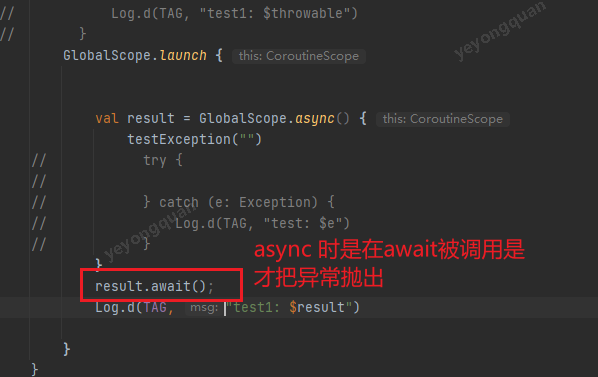 //          Log.d(TAG, "test1: $throwable")
//      }
yeyongquan
GlobalScope.launch { this: CoroutineScope
val result = GlobalScope.async() { this: CoroutineScope
testException("")
//              try {
//
//              } catch (e: Exception) {
//                  Log.d(TAG, "test: $e")
//              }
yeyongquan
async 时是在await被调用是
才把异常抛出
}
result.await();
Log.d(TAG, msg: "test1: $result")
}
}